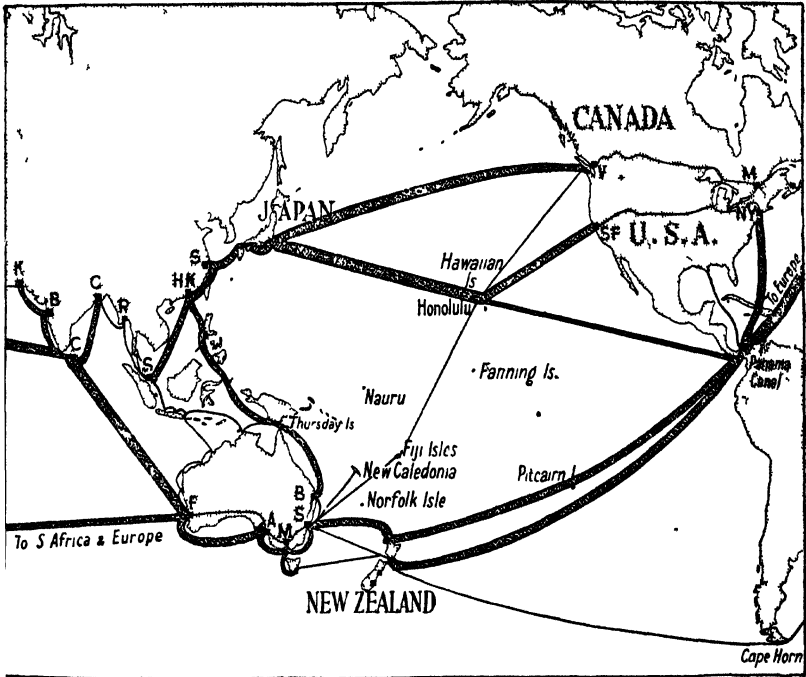 CANADA
V
M
JAPAN
NY
SF
U. S. A.
S
Hawaiian
Is
To Europe
K
C
HK
B
R
Honolulu
C
S
M
Panama
Canal
Fanning Is.
Nauru
Thursday Is
Fiji Isles
New Caledonia
Pitcairn I.
B
Norfolk Isle
F
A
S
M
To S Africa & Europe
NEW ZEALAND
Cape Horn